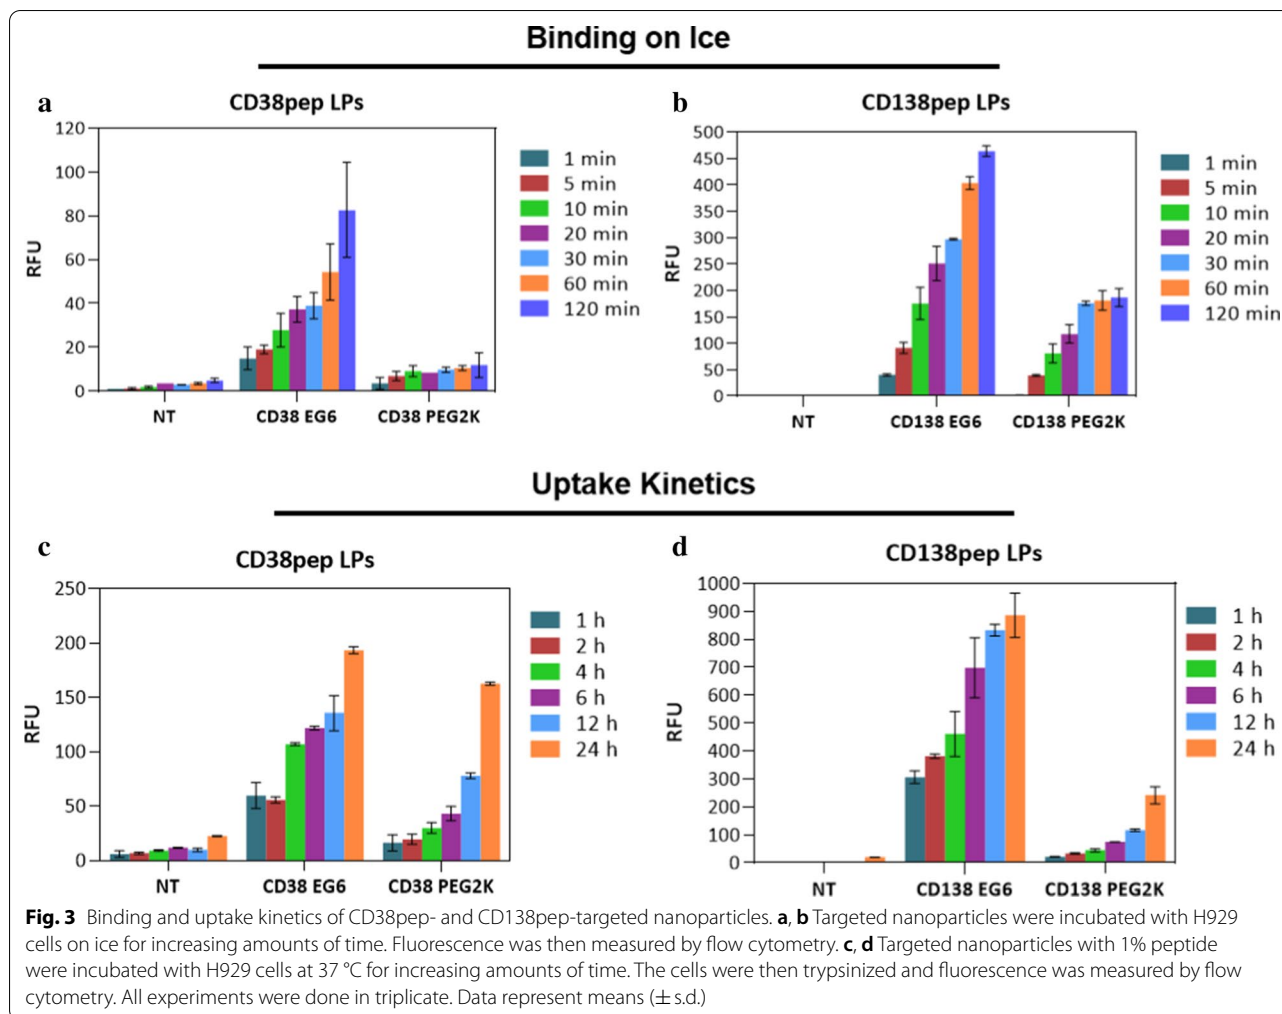 Binding on Ice
a
CD38pep LPs
120
100
80
60
40
20
0
RFU
NT
CD38 EG6
CD38 PEG2K
1 min
5 min
10 min
20 min
30 min
60 min
120 min
b
CD138pep LPs
500
450
400
350
300
250
200
150
100
50
0
RFU
NT
CD138 EG6
CD138 PEG2K
1 min
5 min
10 min
20 min
30 min
60 min
120 min
Uptake Kinetics
c
CD38pep LPs
250
200
150
100
50
0
RFU
NT
CD38 EG6
CD38 PEG2K
1 h
2 h
4 h
6 h
12 h
24 h
d
CD138pep LPs
1000
900
800
700
600
500
400
300
200
100
0
RFU
NT
CD138 EG6
CD138 PEG2K
1 h
2 h
4 h
6 h
12 h
24 h
Fig. 3 Binding and uptake kinetics of CD38pep- and CD138pep-targeted nanoparticles. a, b Targeted nanoparticles were incubated with H929
cells on ice for increasing amounts of time. Fluorescence was then measured by flow cytometry. c, d Targeted nanoparticles with 1% peptide
were incubated with H929 cells at 37 °C for increasing amounts of time. The cells were then trypsinized and fluorescence was measured by flow
cytometry. All experiments were done in triplicate. Data represent means (± s.d.)